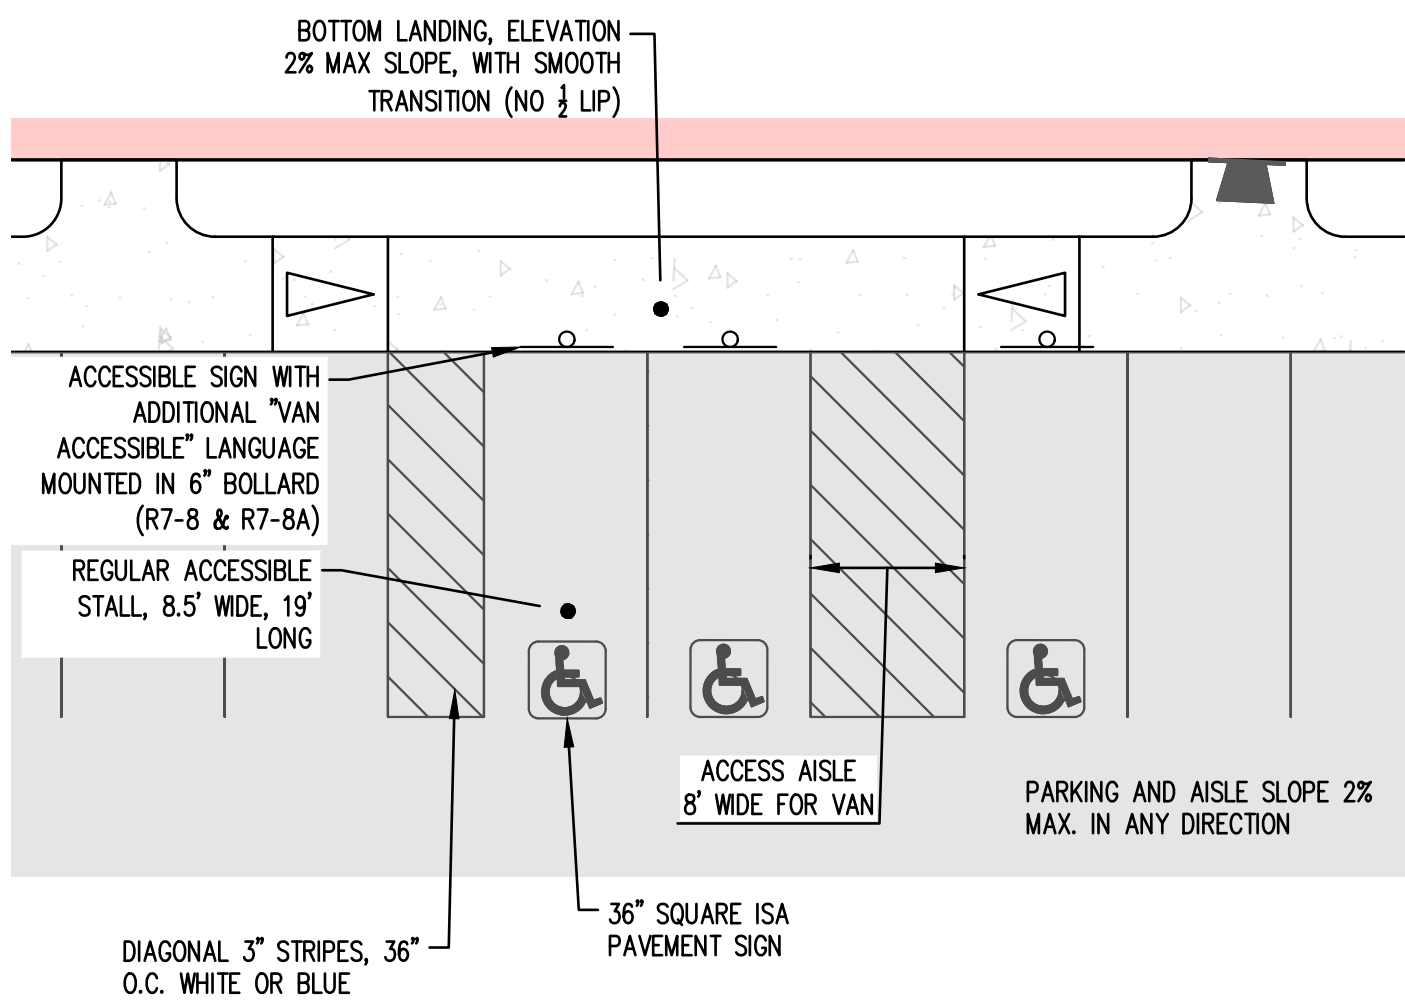 BOTTOM LANDING, ELEVATION
2% MAX SLOPE, WITH SMOOTH
TRANSITION (NO 1/2 LIP)
ACCESSIBLE SIGN WITH
ADDITIONAL "VAN
ACCESSIBLE" LANGUAGE
MOUNTED IN 6" BOLLARD
(R7-8 & R7-8A)
REGULAR ACCESSIBLE
STALL, 8.5' WIDE, 19'
LONG
ACCESS AISLE
8' WIDE FOR VAN
PARKING AND AISLE SLOPE 2%
MAX. IN ANY DIRECTION
36" SQUARE ISA
PAVEMENT SIGN
DIAGONAL 3" STRIPES, 36"
O.C. WHITE OR BLUE